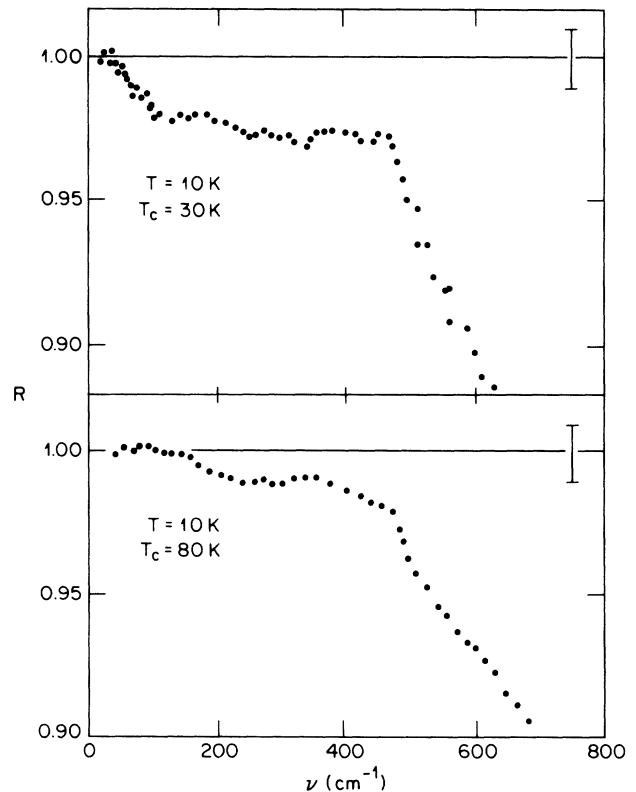 1.00
0.95
0.90
T = 10 K
Tc = 30 K
R
1.00
0.95
0.90
T = 10 K
Tc = 80 K
0 200 400 600 800
ν (cm⁻¹)